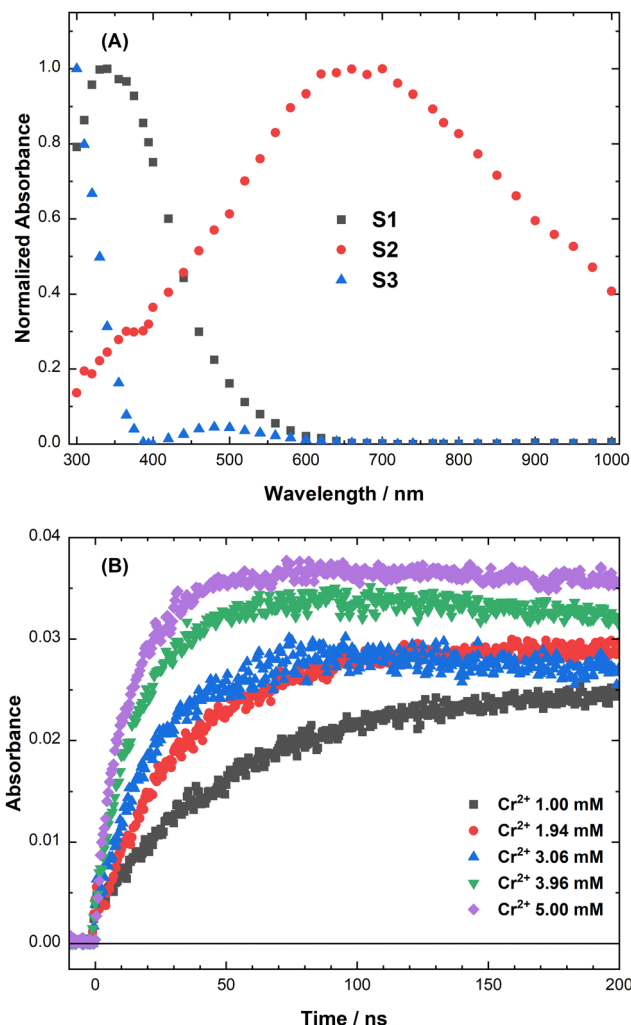 (A)
1.0
0.8
0.6
0.4
0.2
0.0
Normalized Absorbance
S1
S2
S3
300 400 500 600 700 800 900 1000
Wavelength / nm
(B)
0.04
0.03
0.02
0.01
0.00
Absorbance
Cr²⁺ 1.00 mM
Cr²⁺ 1.94 mM
Cr²⁺ 3.06 mM
Cr²⁺ 3.96 mM
Cr²⁺ 5.00 mM
0 50 100 150 200
Time / ns